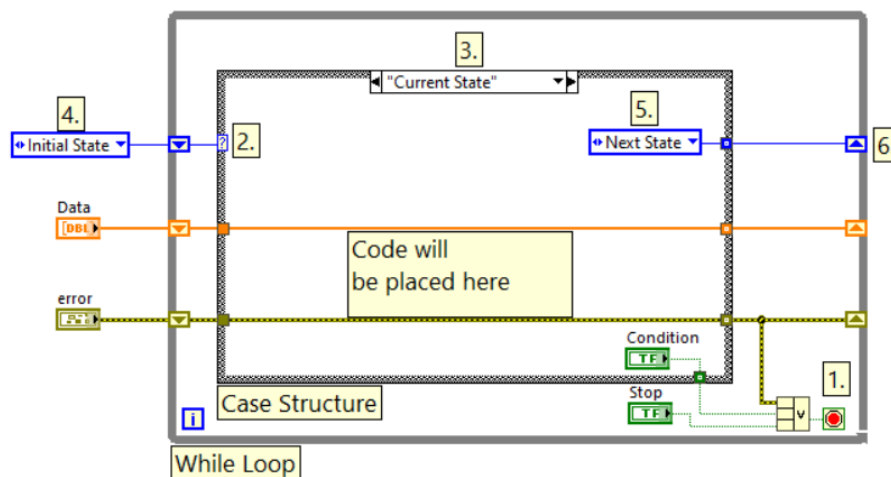 3.
"Current State"
4.
5.
Initial State
?
2.
Next State
6
Data
[DBL]
Code will
be placed here
error
Condition
TF
1.
Stop
TF
Case Structure
i
V
While Loop